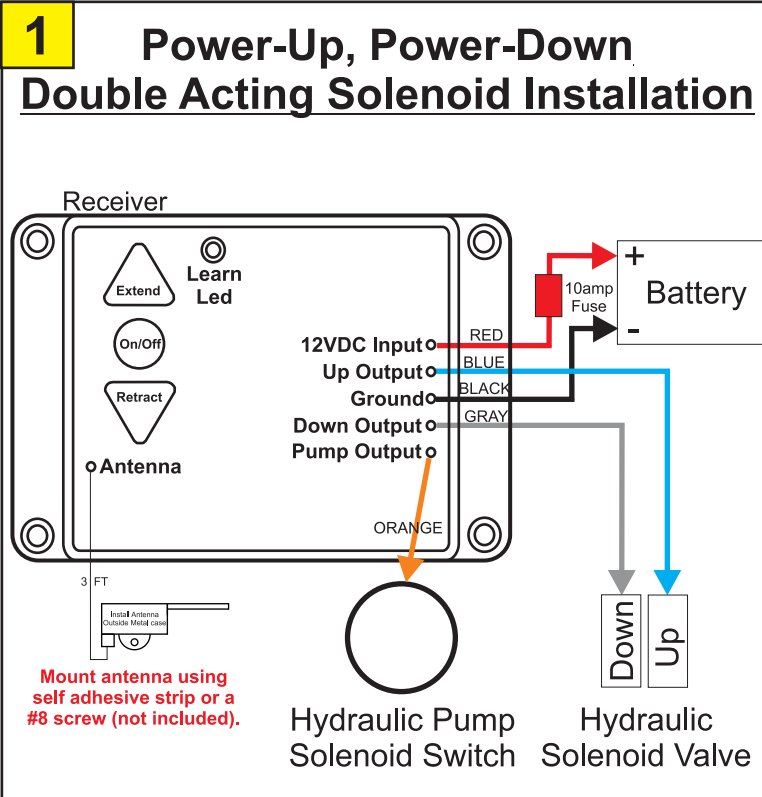 1
Power-Up, Power-Down
Double Acting Solenoid Installation
Receiver
Extend
On/Off
Retract
Learn
Led
12VDC Input
Up Output
Ground
Down Output
Pump Output
Antenna
RED
BLUE
BLACK
GRAY
ORANGE
10amp
Fuse
+
Battery
-
3 FT
Install Antenna
Outside Metal case
Mount antenna using
self adhesive strip or a
#8 screw (not included).
Down
Up
Hydraulic Pump
Solenoid Switch
Hydraulic
Solenoid Valve